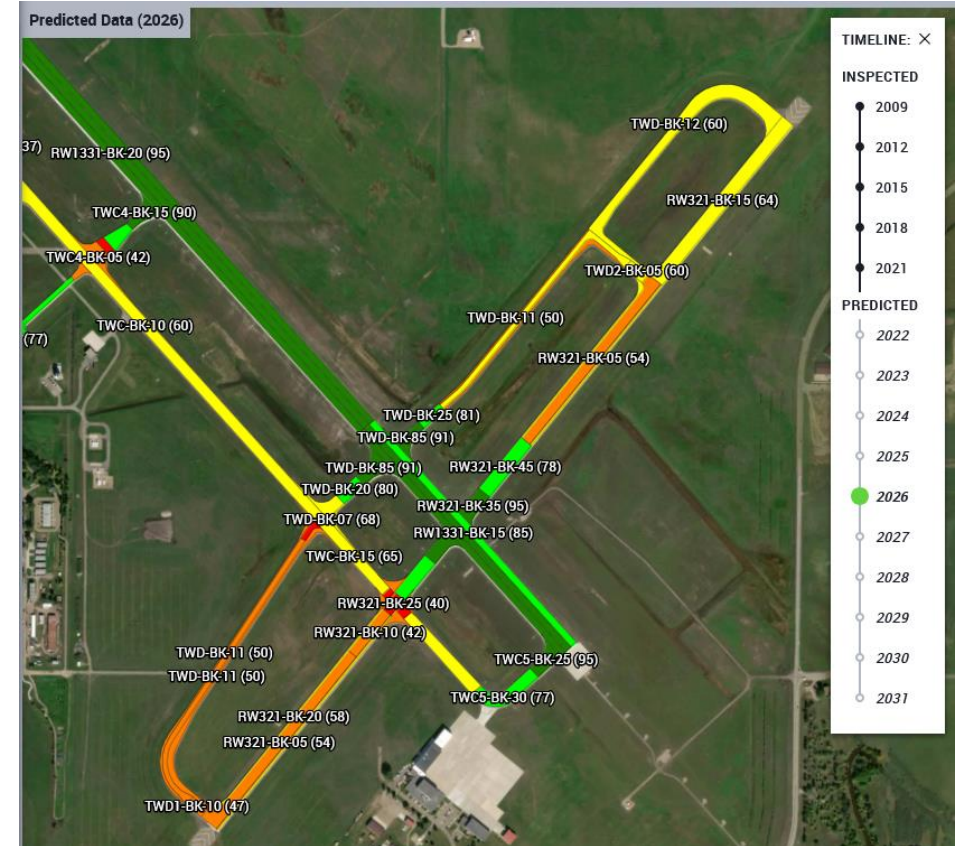 Predicted Data (2026)
TIMELINE: ×
INSPECTED
2009
2012
2015
2018
2021
PREDICTED
2022
2023
2024
2025
2026
2027
2028
2029
2030
2031
TWD-BK-12 (60)
37)
RW1331-BK-20 (95)
RW321-BK-15 (64)
TWC4-BK-15 (90)
TWC4-BK-05 (42)
TWD2-BK-05 (60)
TWD-BK-11 (50)
TWC-BK-10 (60)
(77)
RW321-BK-05 (54)
TWD-BK-25 (81)
TWD-BK-85 (91)
TWD-BK-85 (91)
RW321-BK-45 (78)
TWD-BK-20 (80)
RW321-BK-35 (95)
TWD-BK-07 (68)
RW1331-BK-15 (85)
TWC-BK-15 (65)
RW321-BK-25 (40)
RW321-BK-10 (42)
TWD-BK-11 (50)
TWC5-BK-25 (95)
TWD-BK-11 (50)
TWC5-BK-30 (77)
RW321-BK-20 (58)
RW321-BK-05 (54)
TWD1-BK-10 (47)